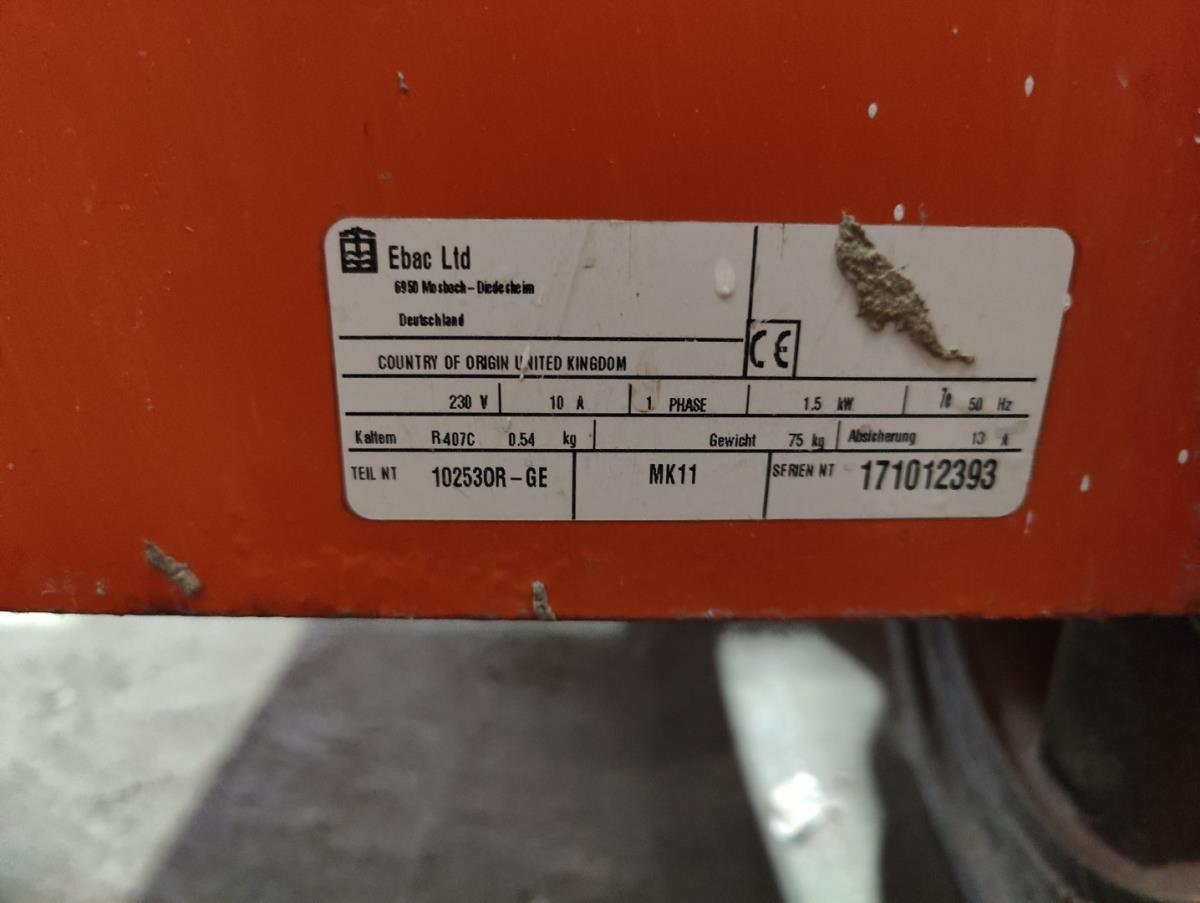 Ebac Ltd
6950 Mosbach-Diedesheim
Deutschland
COUNTRY OF ORIGIN UNITED KINGDOM
CE
230 V 10 A 1 PHASE 1.5 kW 50 Hz
Kaltem R407C 0.54 kg Gewicht 75 kg Absicherung 13 A
TEIL NT 102530R-GE MK11 SERIEN NT 171012393